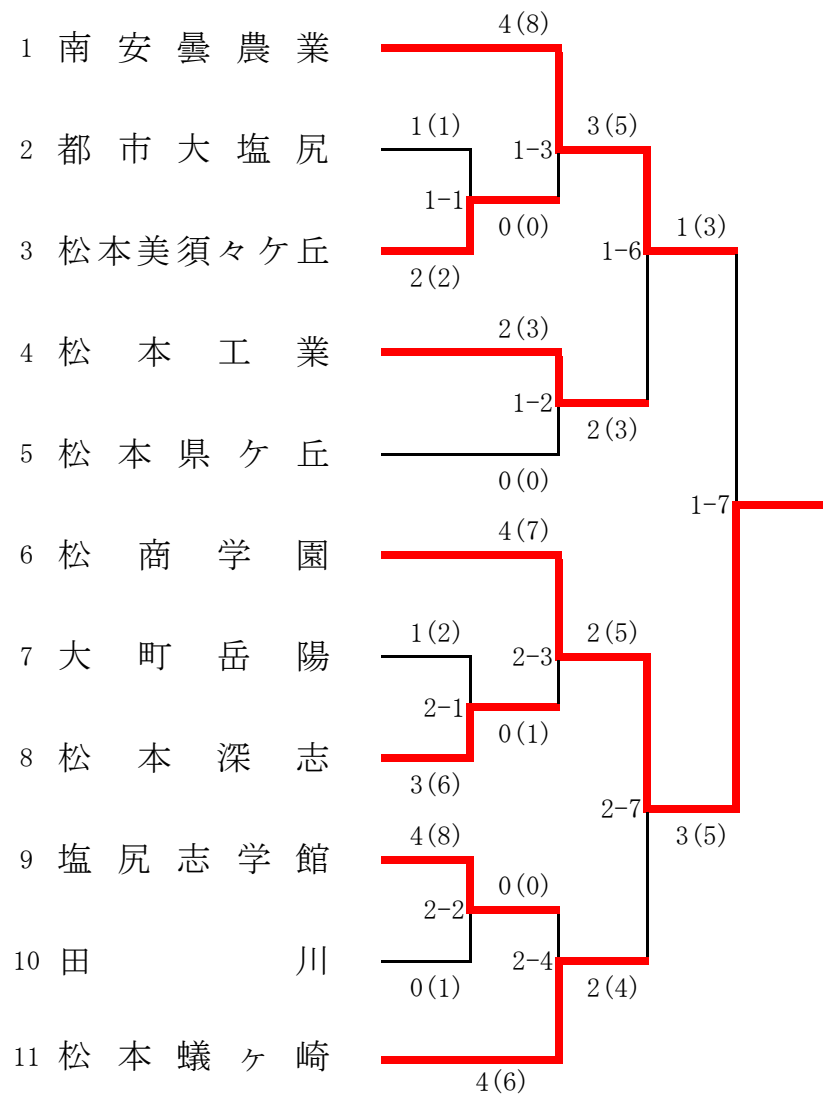 4(8)
1 南安曇農業
1(1)
3(5)
2 都市大塩尻
1-3
1-1
0(0)
1(3)
3 松本美須々ケ丘
1-6
2(2)
2(3)
4 松本工業
1-2
2(3)
5 松本県ケ丘
0(0)
1-7
4(7)
6 松商学園
1(2)
2(5)
7 大町岳陽
2-3
2-1
0(1)
8 松本深志
3(6)
2-7
4(8)
3(5)
9 塩尻志学館
0(0)
2-2
10 田川
2-4
0(1)
2(4)
11 松本蟻ヶ崎
4(6)